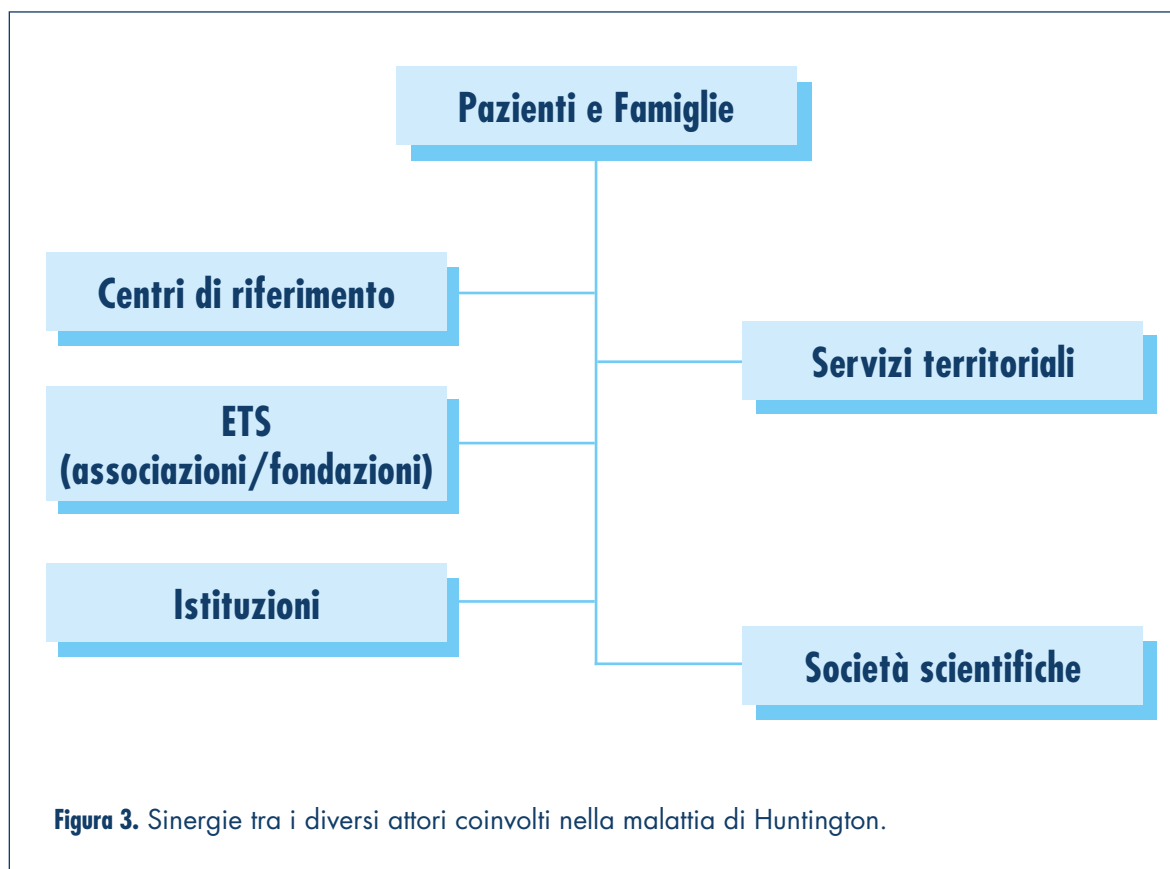 Pazienti e Famiglie
Centri di riferimento
Servizi territoriali
ETS
(associazioni/fondazioni)
Istituzioni
Società scientifiche
Figura 3. Sinergie tra i diversi attori coinvolti nella malattia di Huntington.